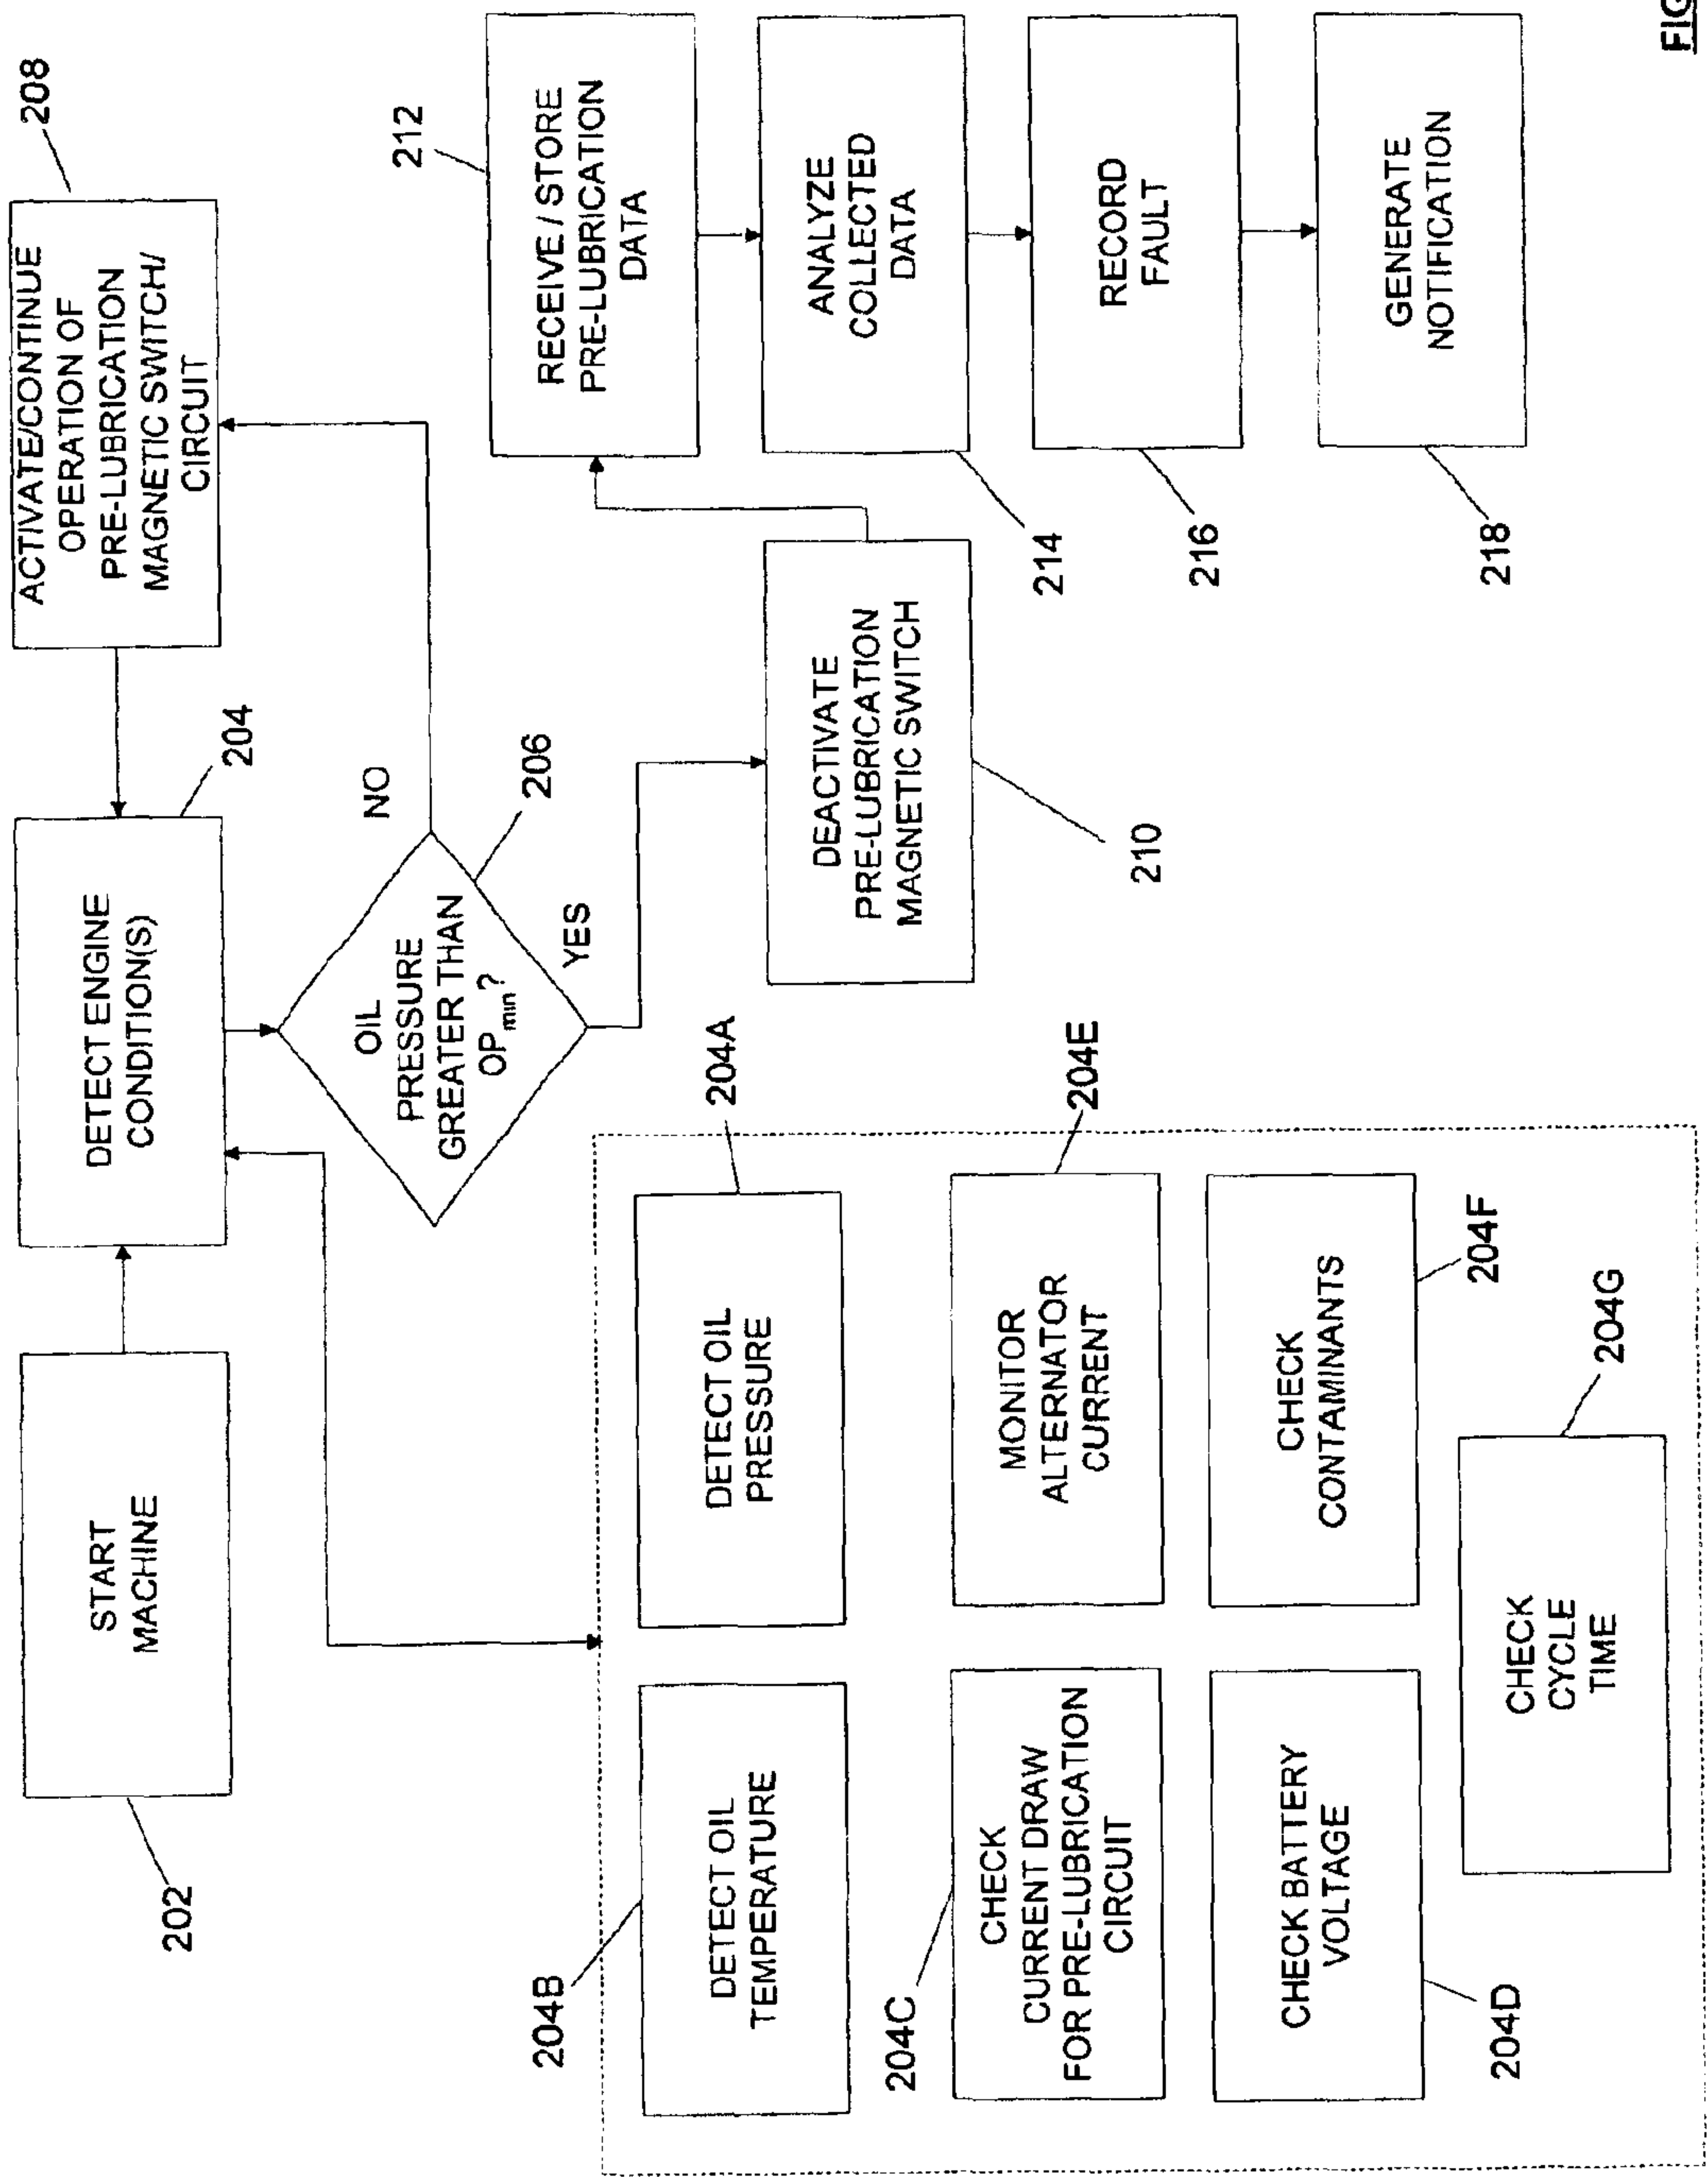 202
START
MACHINE
DETECT ENGINE
CONDITION(S)
204
ACTIVATE/CONTINUE
OPERATION OF
PRE-LUBRICATION
MAGNETIC SWITCH/
CIRCUIT
208
OIL
PRESSURE
GREATER THAN
OPmin?
206
NO
YES
DEACTIVATE
PRE-LUBRICATION
MAGNETIC SWITCH
210
212
RECEIVE / STORE
PRE-LUBRICATION
DATA
ANALYZE
COLLECTED
DATA
214
RECORD
FAULT
216
GENERATE
NOTIFICATION
218
204B
DETECT OIL
TEMPERATURE
DETECT OIL
PRESSURE
204A
204C
CHECK
CURRENT DRAW
FOR PRE-LUBRICATION
CIRCUIT
MONITOR
ALTERNATOR
CURRENT
204E
CHECK BATTERY
VOLTAGE
204D
CHECK
CONTAMINANTS
204F
CHECK
CYCLE
TIME
204G
FIG